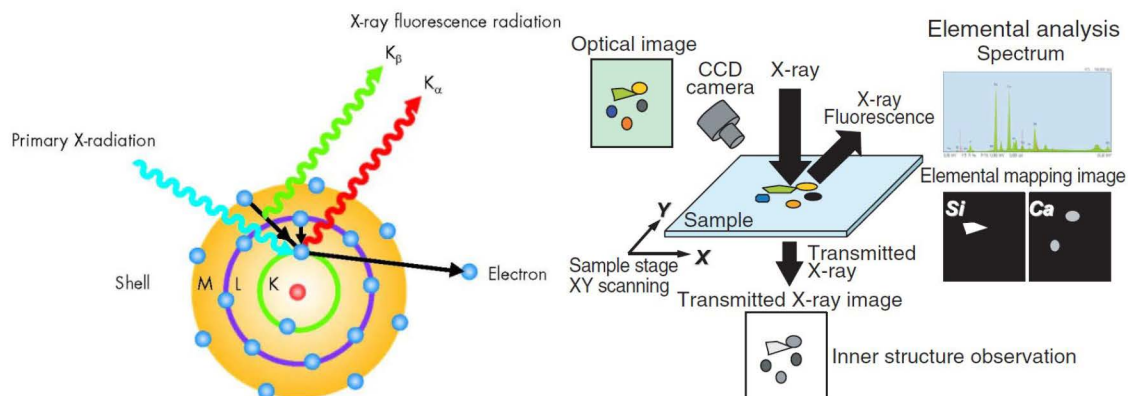 X-ray fluorescence radiation
Kβ
Kα
Primary X-radiation
Shell
M
L
K
Electron
Optical image
CCD
camera
X-ray
X-ray
Fluorescence
Sample
Y
X
Sample stage
XY scanning
Transmitted
X-ray
Transmitted X-ray image
Inner structure observation
Elemental analysis
Spectrum
Elemental mapping image
Si
Ca